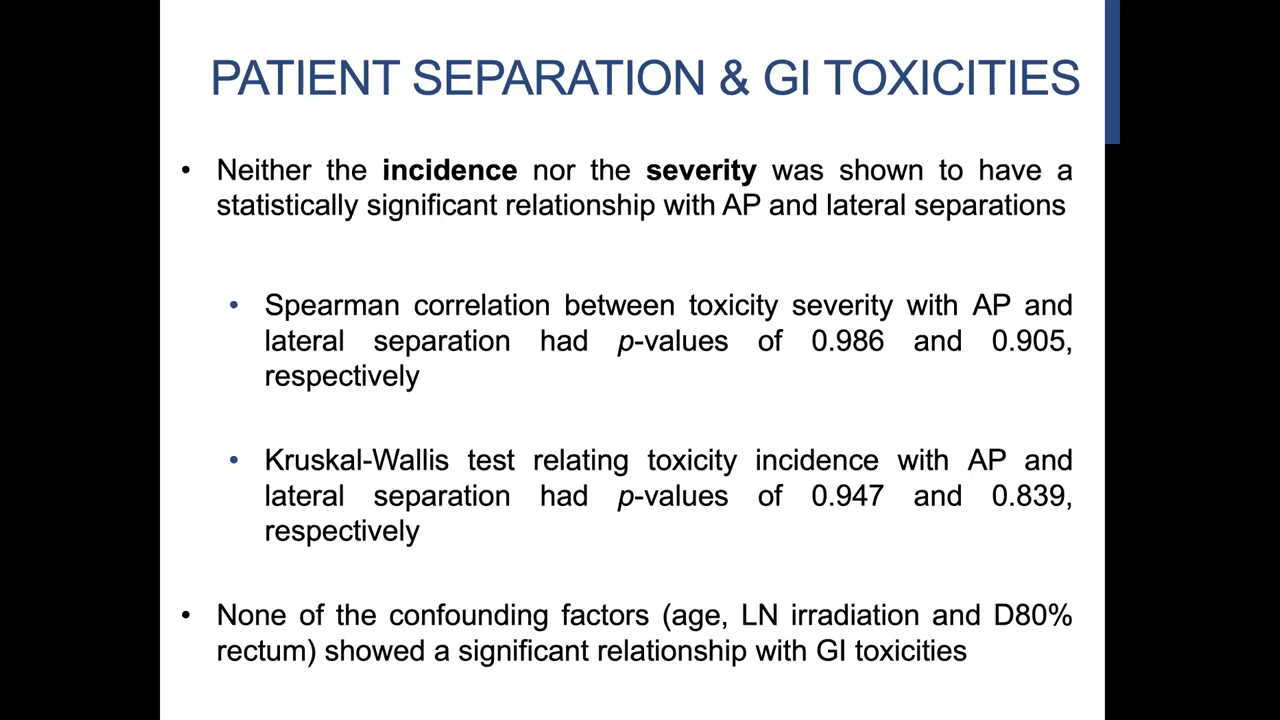 PATIENT SEPARATION & GI TOXICITIES
• Neither the incidence nor the severity was shown to have a
statistically significant relationship with AP and lateral separations
• Spearman correlation between toxicity severity with AP and
lateral separation had p-values of 0.986 and 0.905,
respectively
• Kruskal-Wallis test relating toxicity incidence with AP and
lateral separation had p-values of 0.947 and 0.839,
respectively
• None of the confounding factors (age, LN irradiation and D80%
rectum) showed a significant relationship with GI toxicities